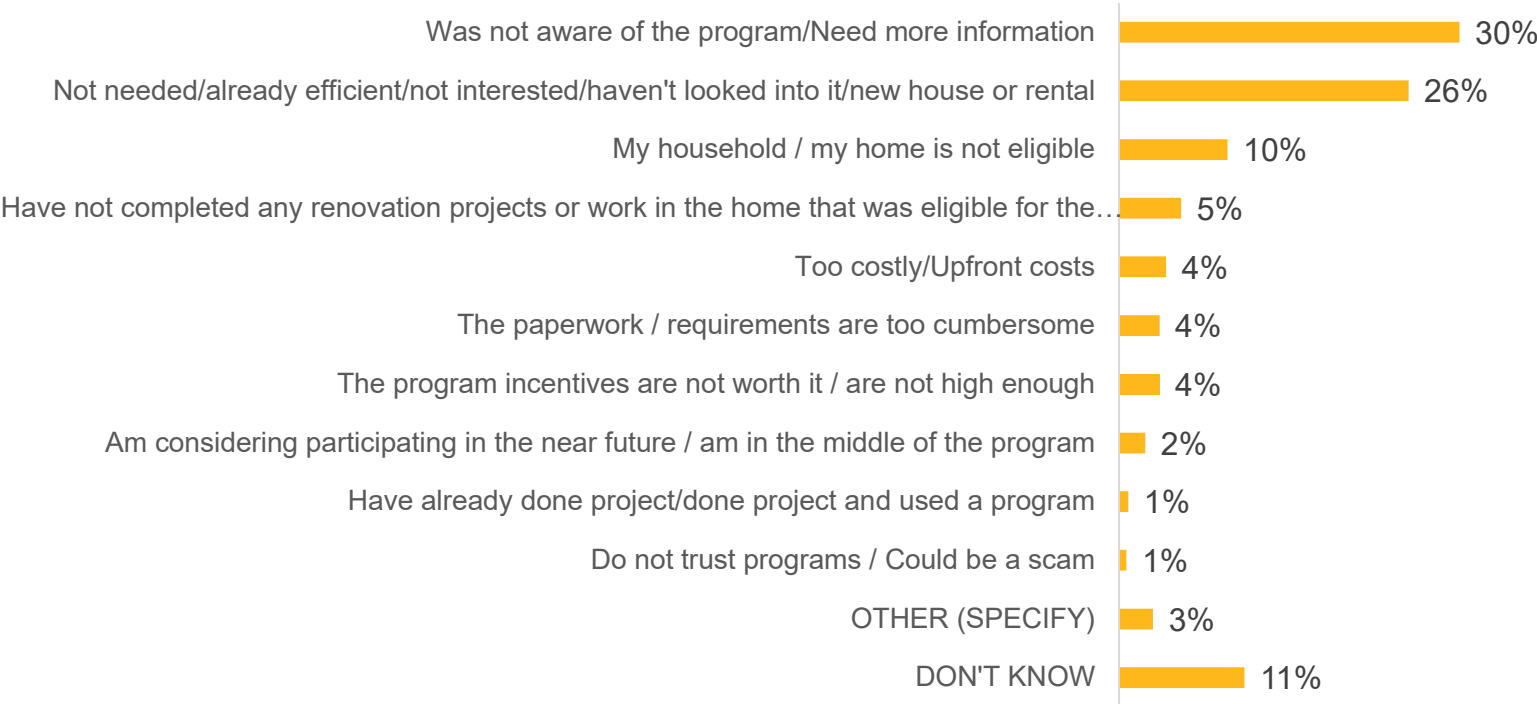 Was not aware of the program/Need more information 30%
Not needed/already efficient/not interested/haven't looked into it/new house or rental 26%
My household / my home is not eligible 10%
Have not completed any renovation projects or work in the home that was eligible for the… 5%
Too costly/Upfront costs 4%
The paperwork / requirements are too cumbersome 4%
The program incentives are not worth it / are not high enough 4%
Am considering participating in the near future / am in the middle of the program 2%
Have already done project/done project and used a program 1%
Do not trust programs / Could be a scam 1%
OTHER (SPECIFY) 3%
DON'T KNOW 11%